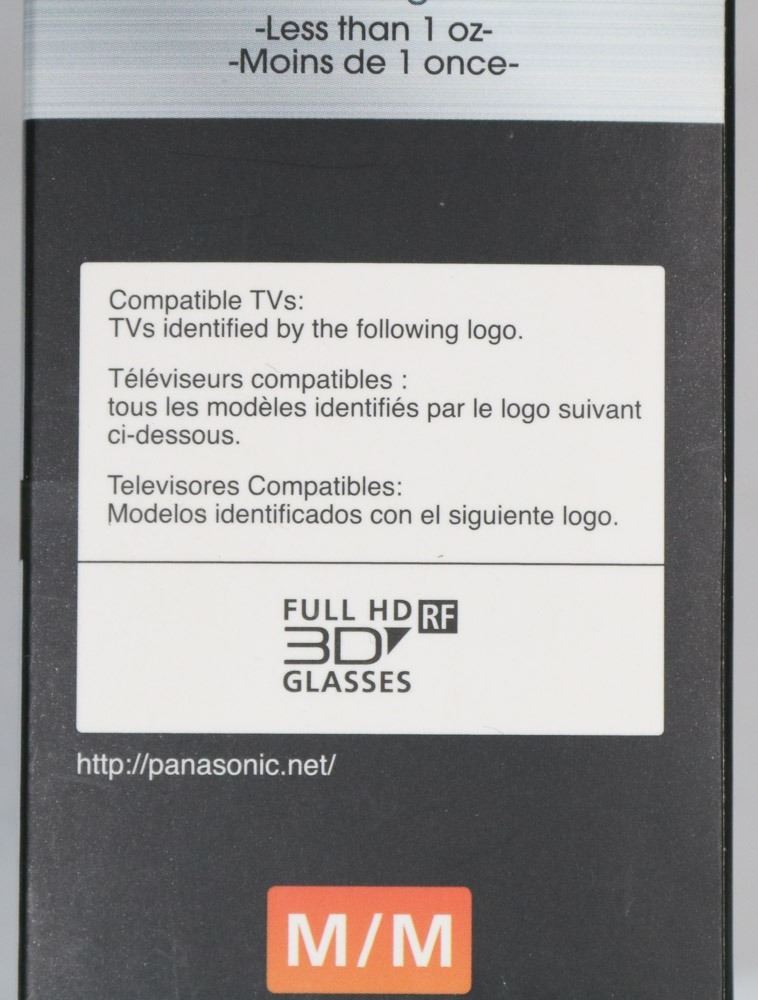 -Less than 1 oz-
-Moins de 1 once-
Compatible TVs:
TVs identified by the following logo.
Téléviseurs compatibles :
tous les modèles identifiés par le logo suivant
ci-dessous.
Televisores Compatibles:
Modelos identificados con el siguiente logo.
FULL HD RF
3D
GLASSES
http://panasonic.net/
M/M